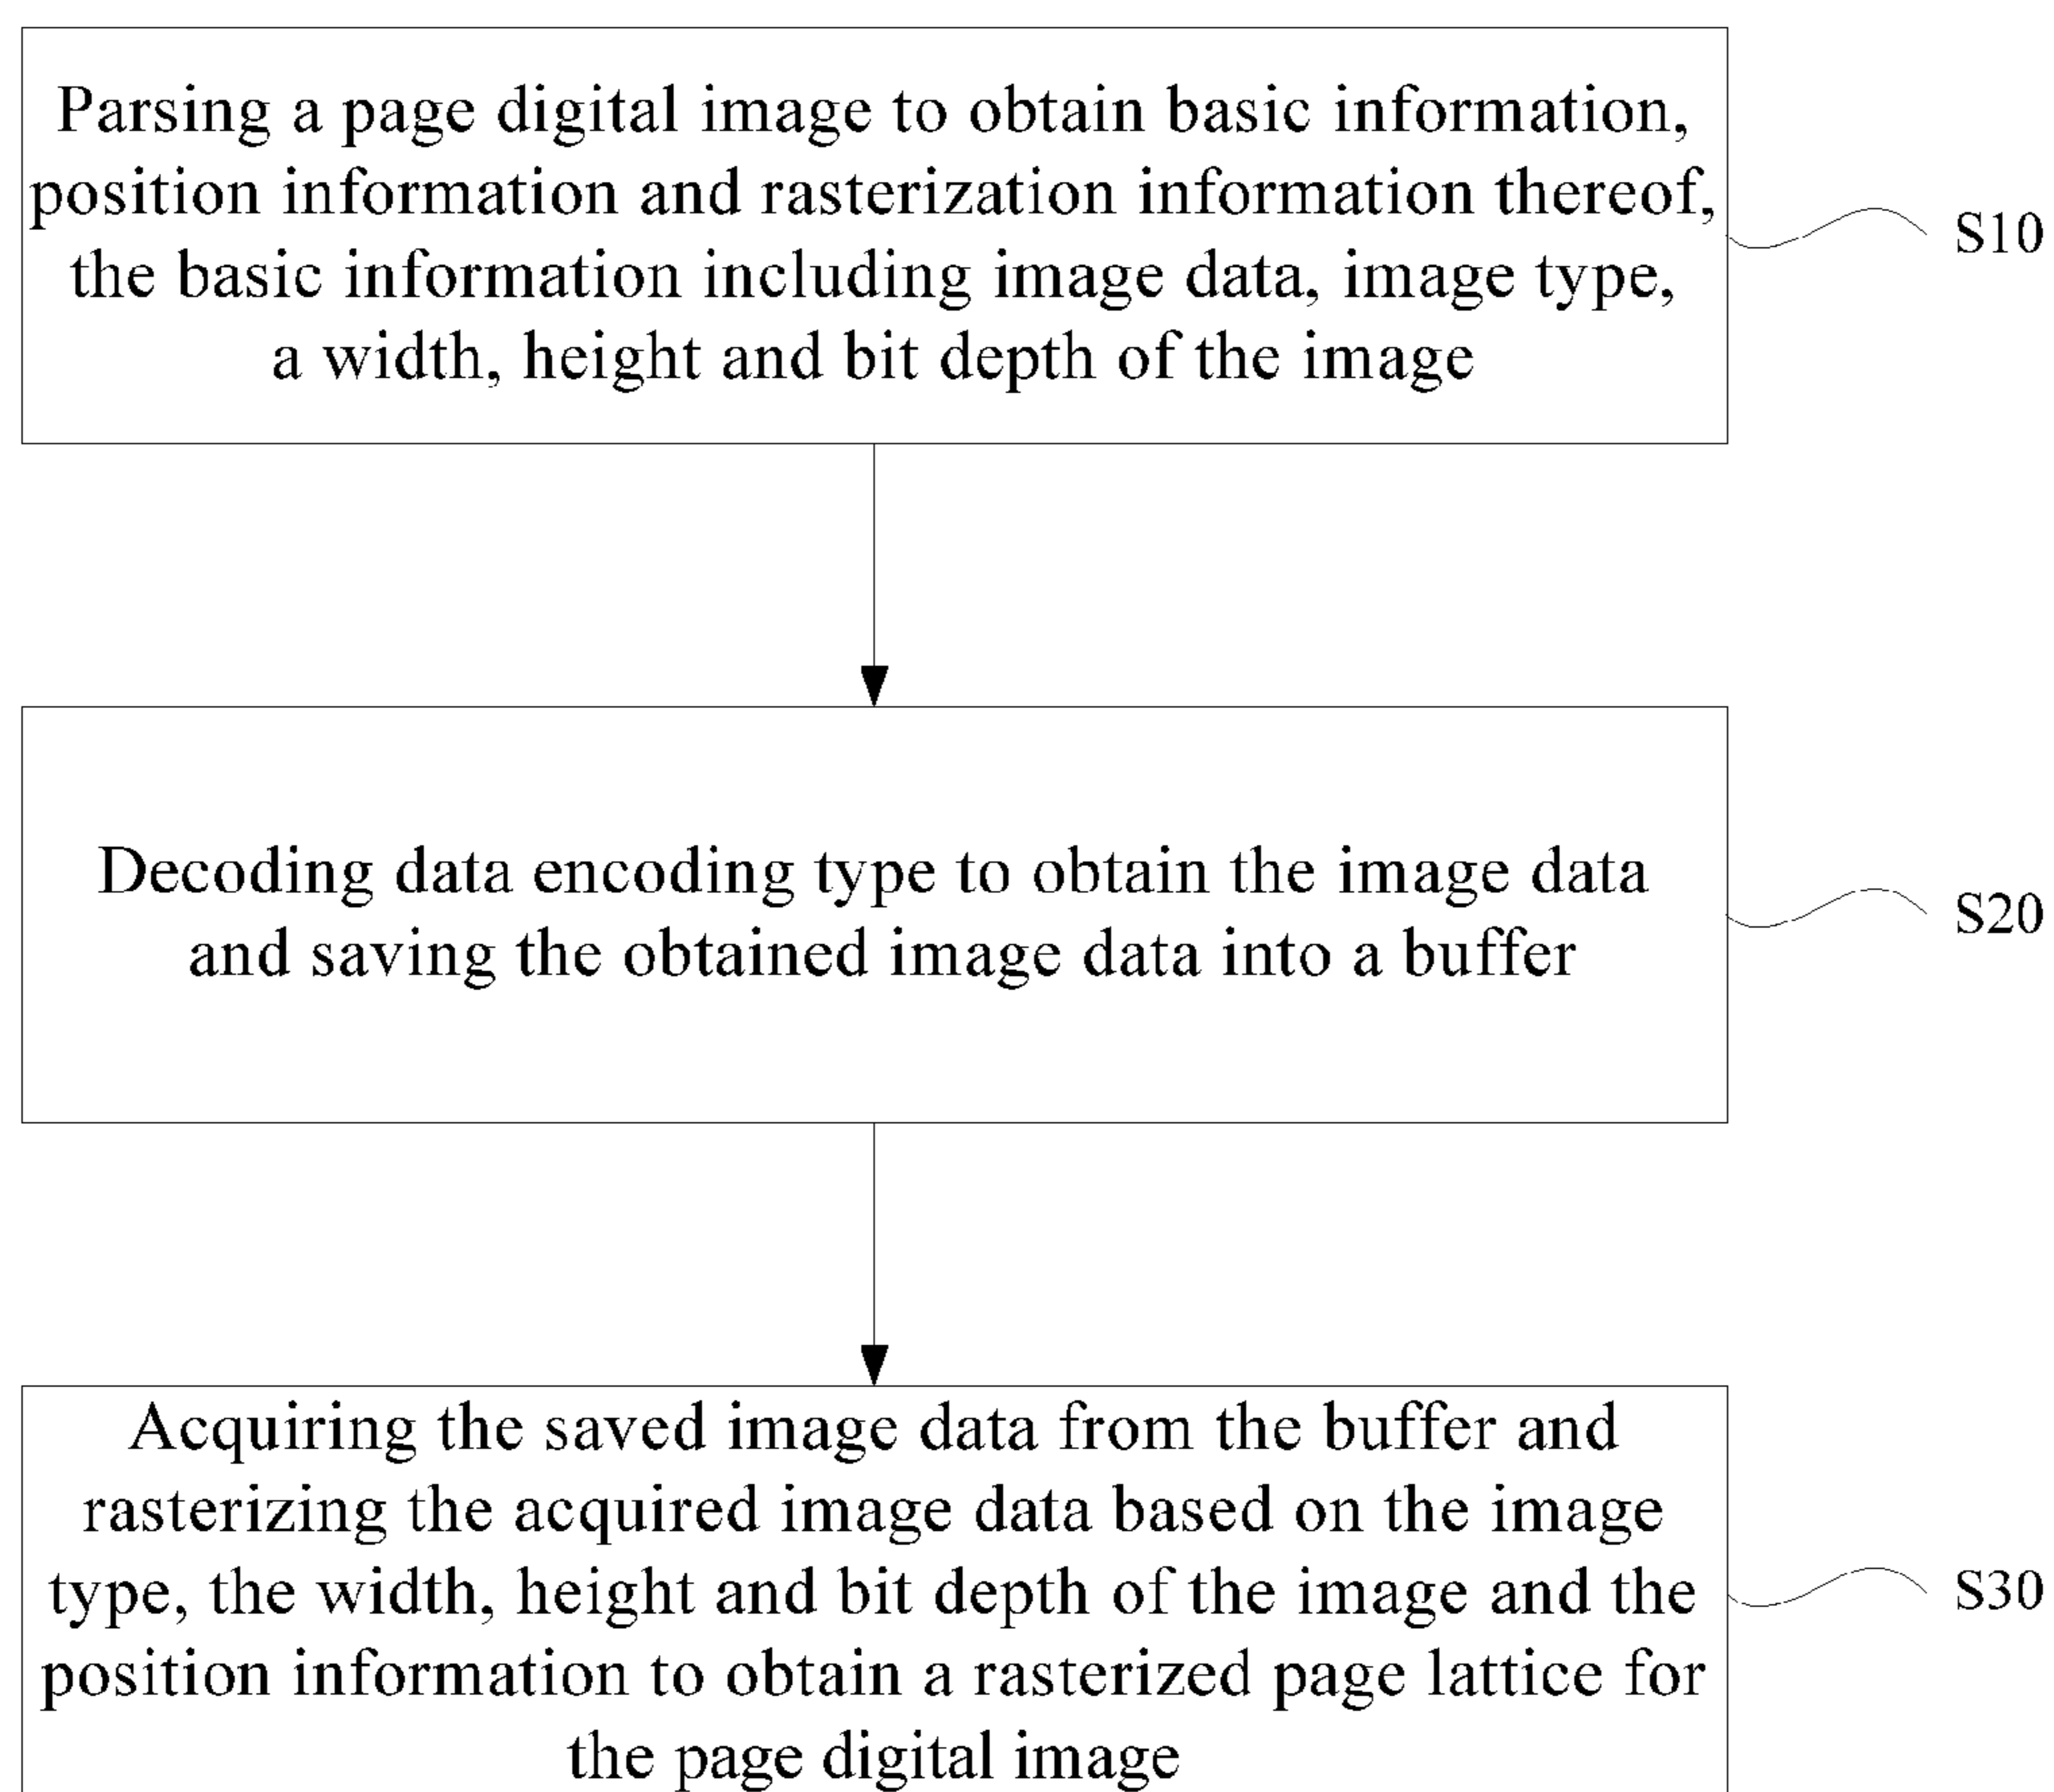 Parsing a page digital image to obtain basic information,
position information and rasterization information thereof,
the basic information including image data, image type,
a width, height and bit depth of the image
S10
Decoding data encoding type to obtain the image data
and saving the obtained image data into a buffer
S20
Acquiring the saved image data from the buffer and
rasterizing the acquired image data based on the image
type, the width, height and bit depth of the image and the
position information to obtain a rasterized page lattice for
the page digital image
S30